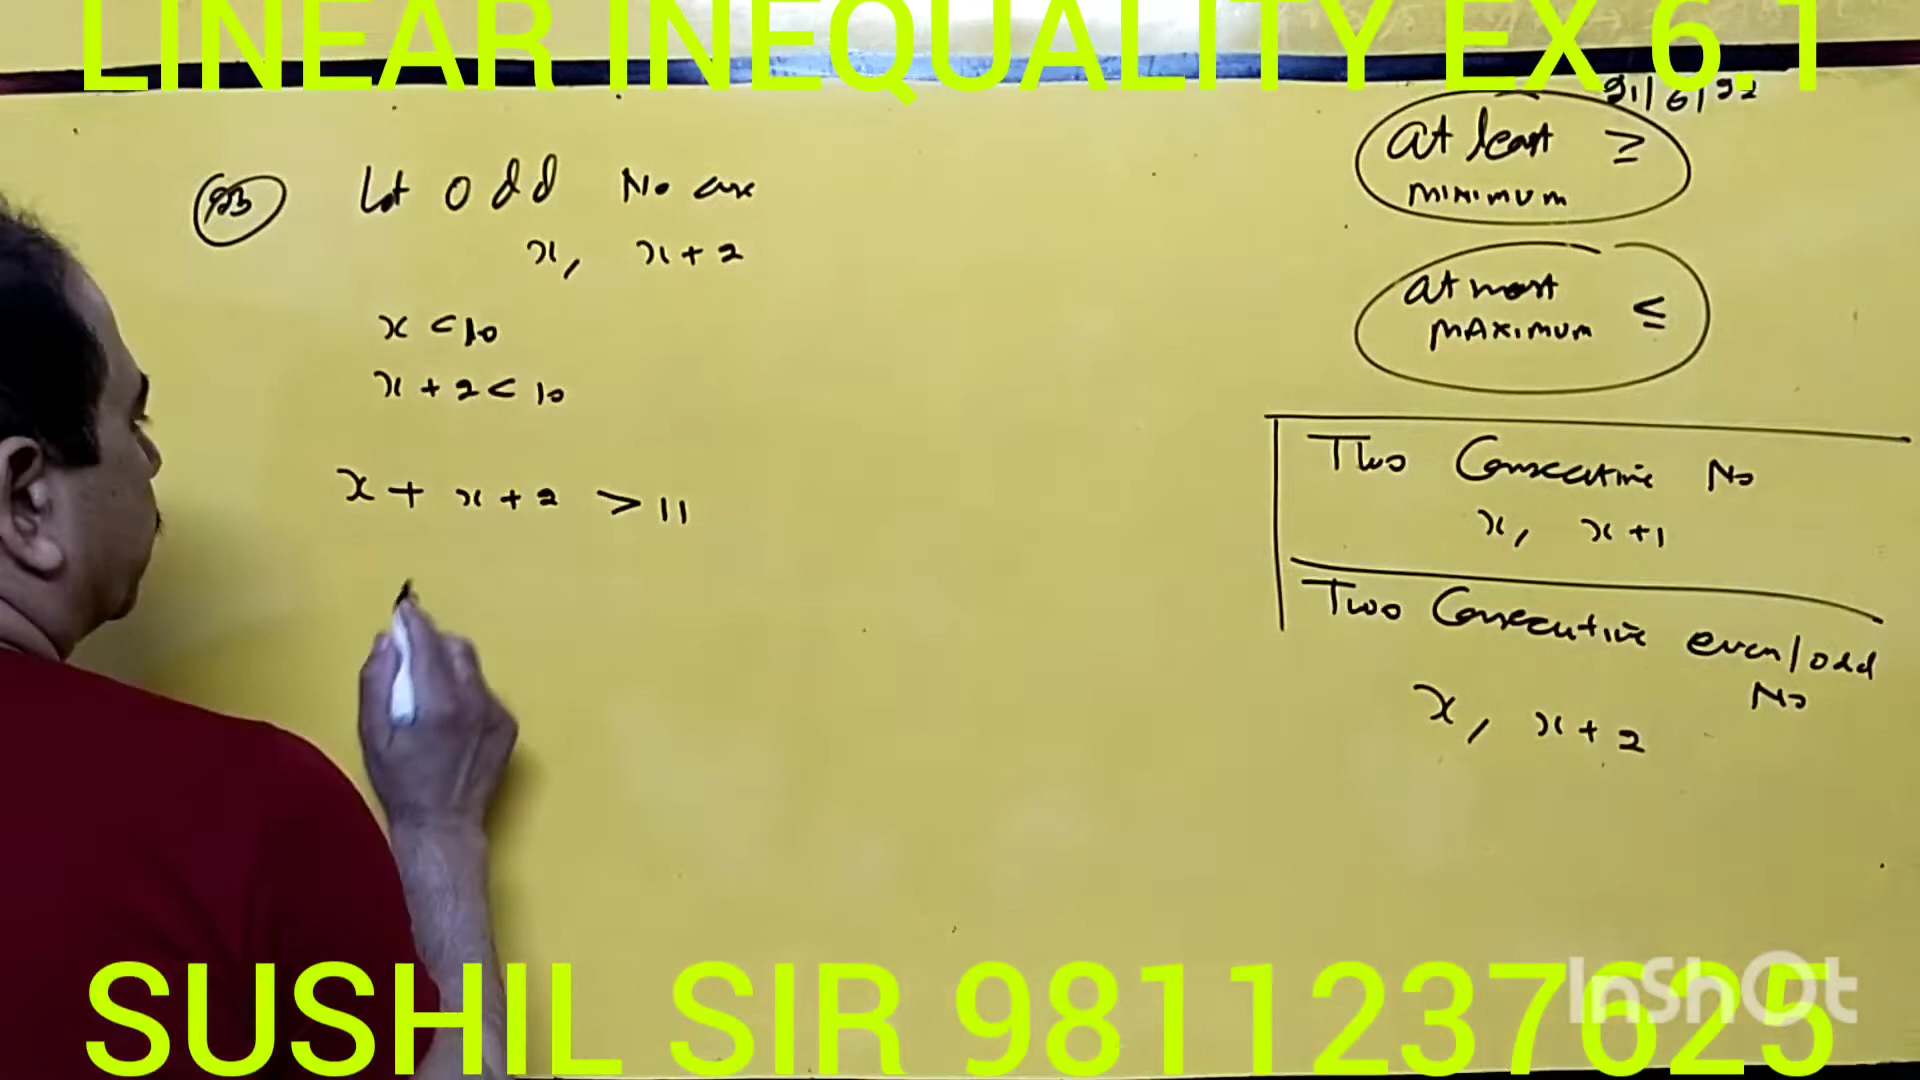 LINEAR INEQUALITY EX 6.1
Q23 Let Odd No are
x, x+2
x < 10
x + 2 < 10
x + x + 2 > 11
at least ≥
MINIMUM
at most ≤
MAXIMUM
Two Consecutive No
x, x+1
Two Consecutive even/odd
No
x, x+2
SUSHIL SIR 9811237625
InShOt